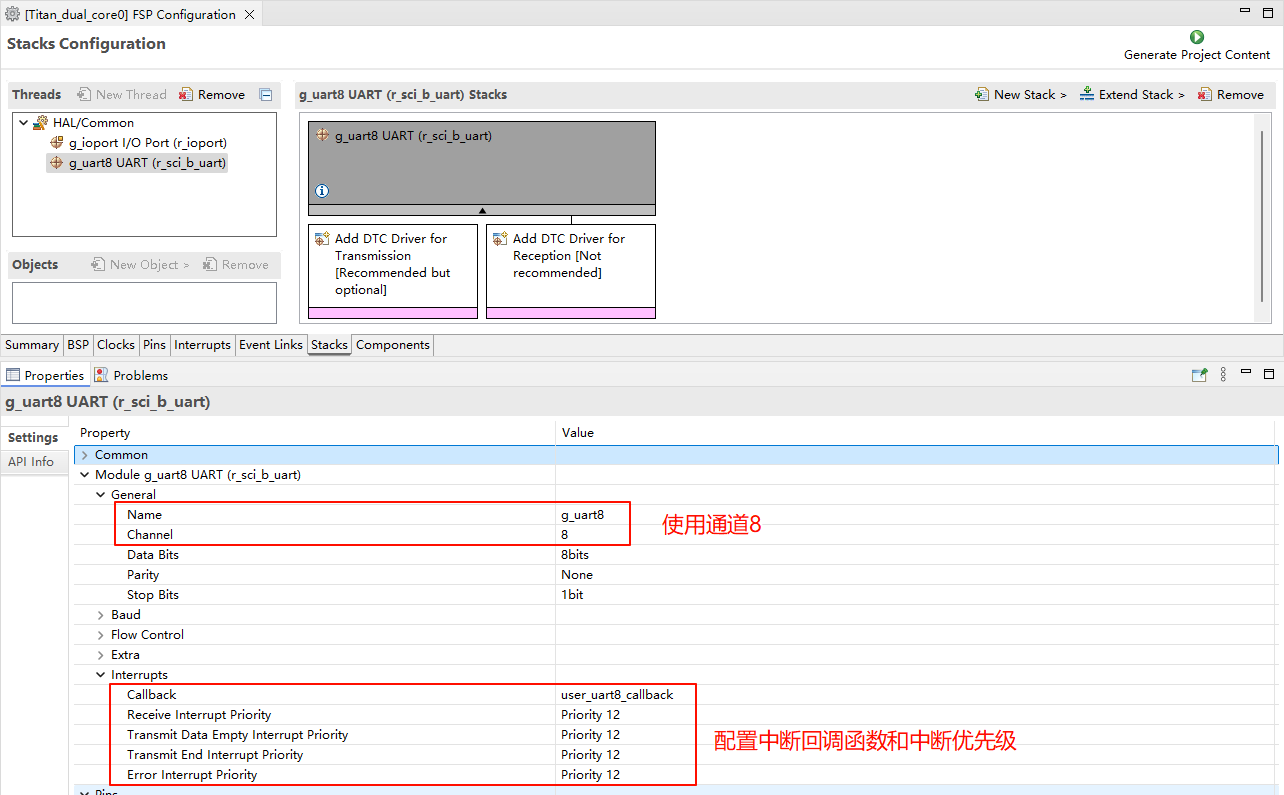 [Titan_dual_core0] FSP Configuration
Stacks Configuration
Generate Project Content
Threads New Thread Remove
HAL/Common
g_ioport I/O Port (r_ioport)
g_uart8 UART (r_sci_b_uart)
Objects New Object > Remove
g_uart8 UART (r_sci_b_uart) Stacks
New Stack > Extend Stack > Remove
g_uart8 UART (r_sci_b_uart)
Add DTC Driver for
Transmission
[Recommended but
optional]
Add DTC Driver for
Reception [Not
recommended]
Summary BSP Clocks Pins Interrupts Event Links Stacks Components
Properties Problems
g_uart8 UART (r_sci_b_uart)
Settings
API Info
Property Value
Common
Module g_uart8 UART (r_sci_b_uart)
General
Name g_uart8
Channel 8
使用通道8
Data Bits 8bits
Parity None
Stop Bits 1bit
Baud
Flow Control
Extra
Interrupts
Callback user_uart8_callback
Receive Interrupt Priority Priority 12
Transmit Data Empty Interrupt Priority Priority 12
Transmit End Interrupt Priority Priority 12
Error Interrupt Priority Priority 12
配置中断回调函数和中断优先级
Pins